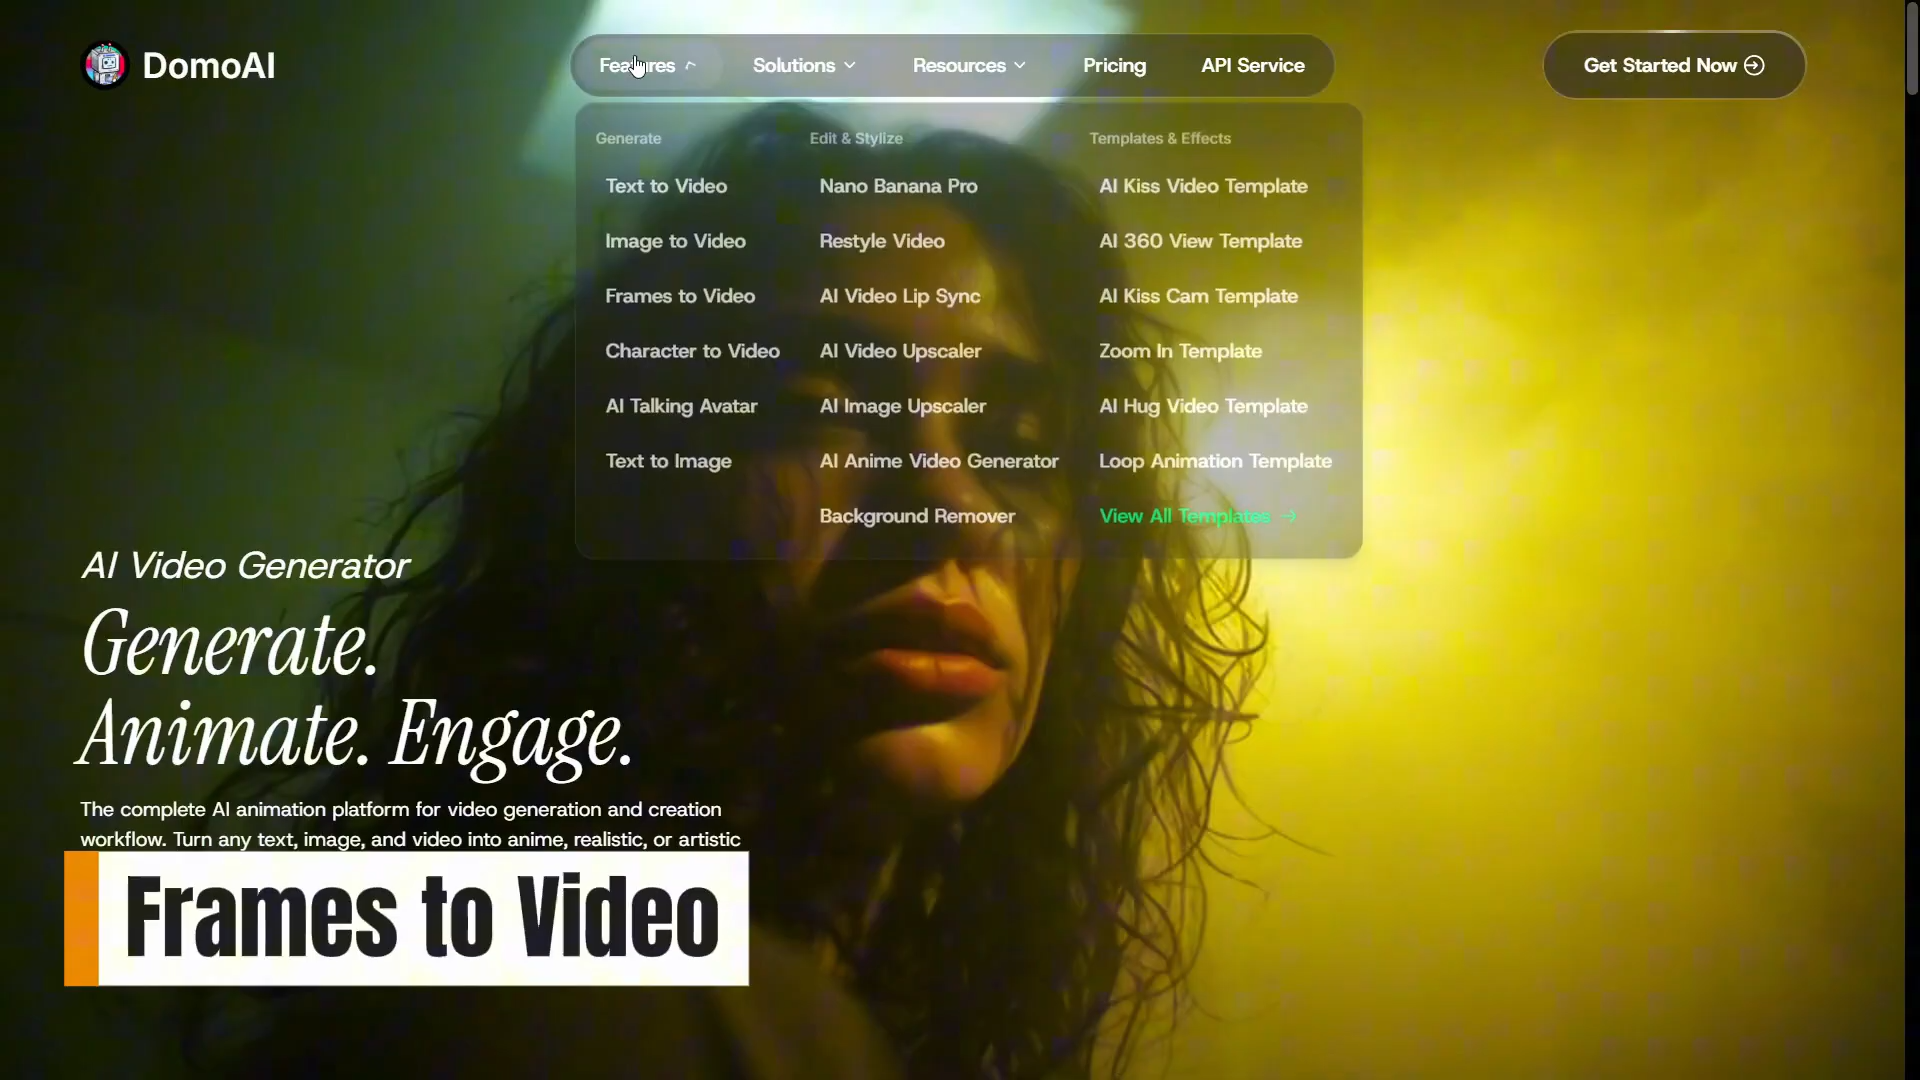 DomoAI
Features
Solutions
Resources
Pricing
API Service
Get Started Now
Generate
Text to Video
Image to Video
Frames to Video
Character to Video
AI Talking Avatar
Text to Image
Edit & Stylize
Nano Banana Pro
Restyle Video
AI Video Lip Sync
AI Video Upscaler
AI Image Upscaler
AI Anime Video Generator
Background Remover
Templates & Effects
AI Kiss Video Template
AI 360 View Template
AI Kiss Cam Template
Zoom In Template
AI Hug Video Template
Loop Animation Template
View All Templates →
AI Video Generator
Generate.
Animate. Engage.
The complete AI animation platform for video generation and creation
workflow. Turn any text, image, and video into anime, realistic, or artistic
Frames to Video